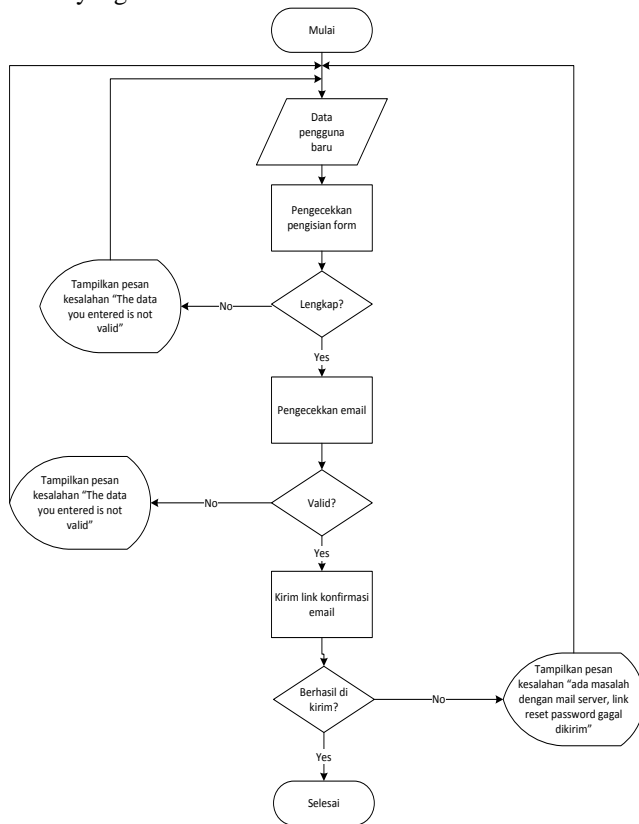 Mulai
Data
pengguna
baru
Pengecekkan
pengisian form
Lengkap?
No
Tampilkan pesan
kesalahan “The data
you entered is not
valid”
Yes
Pengecekkan email
Valid?
No
Tampilkan pesan
kesalahan “The data
you entered is not
valid”
Yes
Kirim link konfirmasi
email
Berhasil di
kirim?
No
Tampilkan pesan
kesalahan “ada masalah
dengan mail server, link
reset password gagal
dikirim”
Yes
Selesai